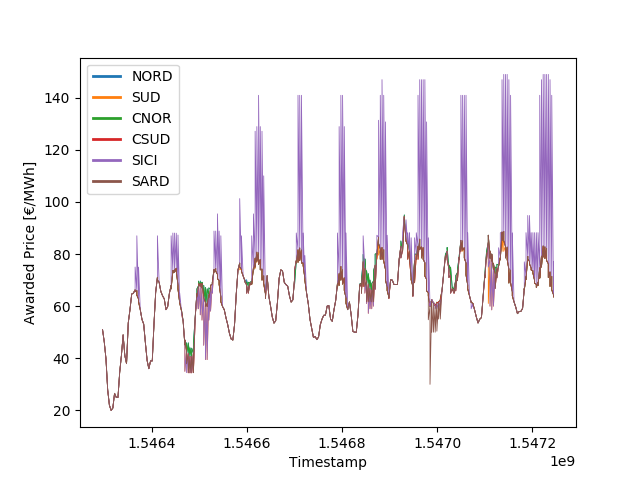 NORD
SUD
CNOR
CSUD
SICI
SARD
140
120
100
80
60
40
20
Awarded Price [€/MWh]
1.5464 1.5466 1.5468 1.5470 1.5472
1e9
Timestamp